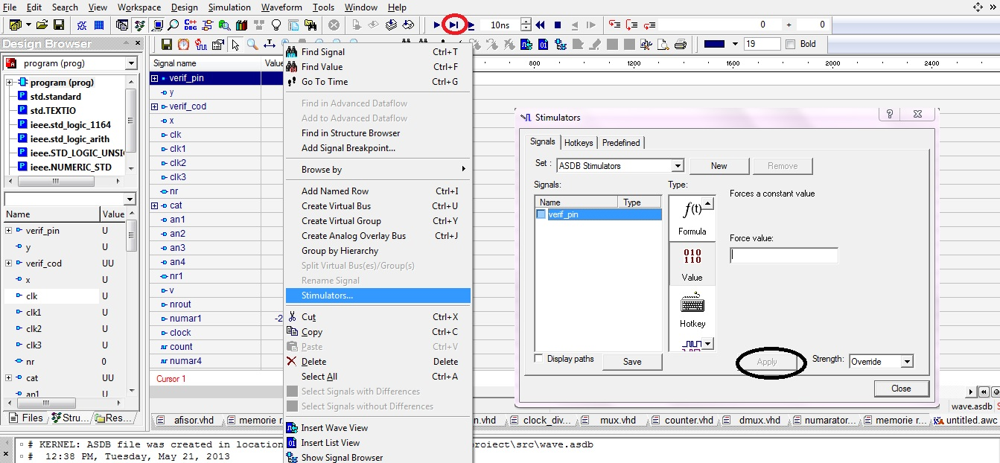 File Edit Search View Workspace Design Simulation Waveform Tools Window Help
10ns 0 + 0
Design Browser
19 Bold
program (prog)
program (prog)
std.standard
std.TEXTIO
ieee.std_logic_1164
ieee.std_logic_arith
ieee.STD_LOGIC_UNSI
ieee.NUMERIC_STD
Name Value
verif_pin U
y U
verif_cod UU
x U
clk U
clk1 U
clk2 U
clk3 U
nr 0
cat UU
an1 U
Files Stru... Res...
Signal name Value
800 1200 1600 2000 2400
verif_pin
y
verif_cod
x
clk
clk1
clk2
clk3
nr
cat
an1
an2
an3
an4
nr1
v
nrout
numar1 -2
clock
count
numar4
Cursor 1
Find Signal Ctrl+T
Find Value Ctrl+F
Go To Time Ctrl+G
Find in Advanced Dataflow
Add to Advanced Dataflow
Find in Structure Browser
Add Signal Breakpoint...
Browse by
Add Named Row Ctrl+I
Create Virtual Bus Ctrl+U
Create Virtual Group Ctrl+Y
Create Analog Overlay Bus Ctrl+J
Group by Hierarchy
Split Virtual Bus(es)/Group(s)
Rename Signal
Stimulators...
Cut Ctrl+X
Copy Ctrl+C
Paste Ctrl+V
Delete Delete
Select All Ctrl+A
Select Signals with Differences
Select Signals without Differences
Insert Wave View
Insert List View
Show Signal Browser
Stimulators
Signals Hotkeys Predefined
Set : ASDB Stimulators New Remove
Signals: Type:
Name Type
verif_pin
f(t)
Formula
010
110
Value
Hotkey
Forces a constant value
Force value:
Display paths Save Apply Strength: Override
Close
wave.asdb
afisor.vhd memorie r n.vhd clock_div... mux.vhd counter.vhd dmux.vhd numarator... memorie r... untitled.awc
# KERNEL: ASDB file was created in location roject\src\wave.asdb
# 12:38 PM, Tuesday, May 21, 2013